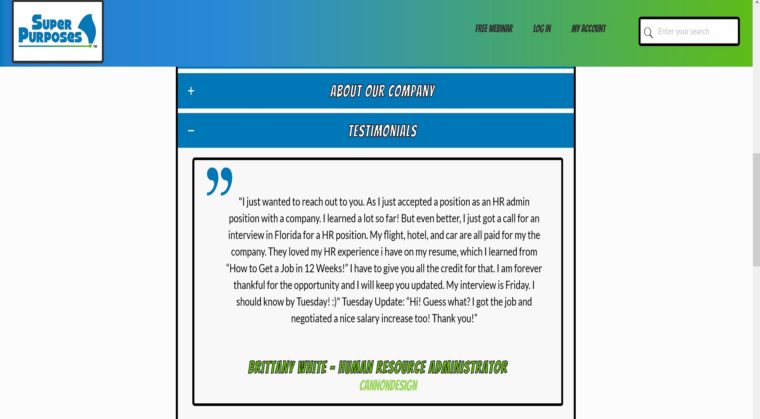 SUPER
PURPOSES
TM
FREE WEBINAR
LOG IN
MY ACCOUNT
Enter your search
+
ABOUT OUR COMPANY
–
TESTIMONIALS
”
“I just wanted to reach out to you. As I just accepted a position as an HR admin
position with a company. I learned a lot so far! But even better, I just got a call for an
interview in Florida for a HR position. My flight, hotel, and car are all paid for my the
company. They loved my HR experience i have on my resume, which I learned from
“How to Get a Job in 12 Weeks!” I have to give you all the credit for that. I am forever
thankful for the opportunity and I will keep you updated. My interview is Friday. I
should know by Tuesday! :)” Tuesday Update: “Hi! Guess what? I got the job and
negotiated a nice salary increase too! Thank you!”
BRITTANY WHITE - HUMAN RESOURCE ADMINISTRATOR
CANNONDESIGN